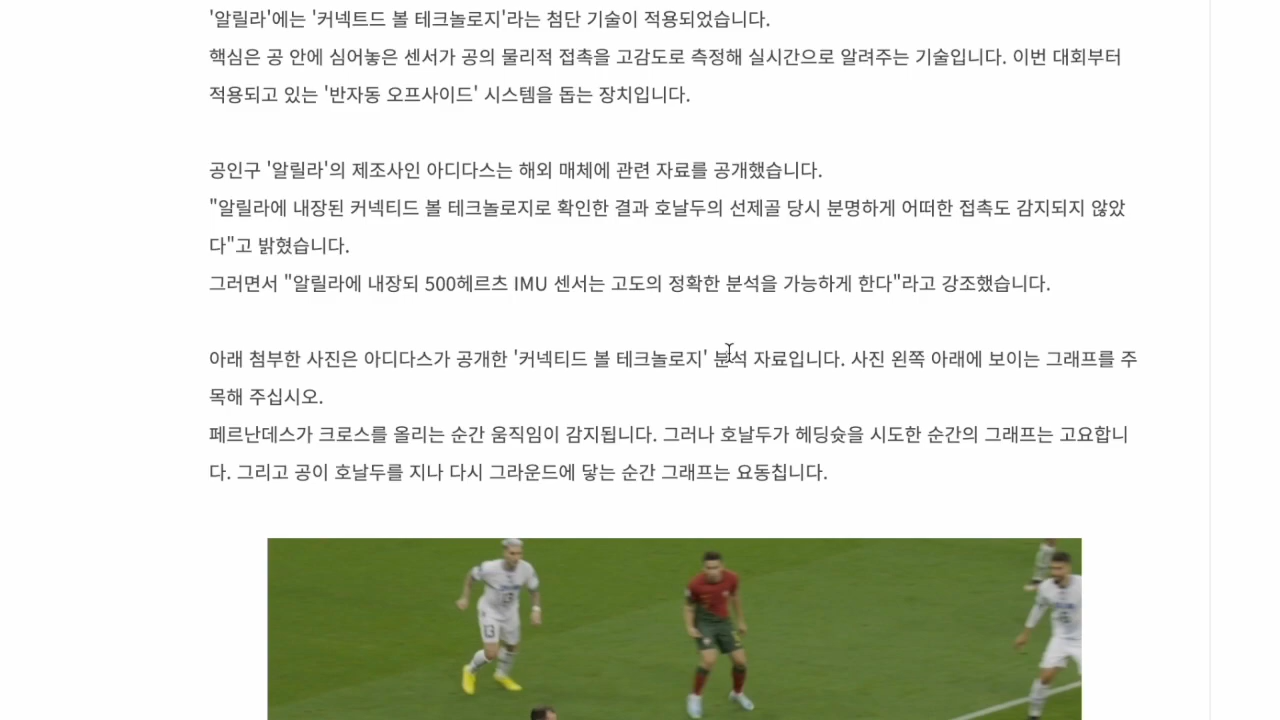 '알릴라'에는 '커넥트드 볼 테크놀로지'라는 첨단 기술이 적용되었습니다.
핵심은 공 안에 심어놓은 센서가 공의 물리적 접촉을 고감도로 측정해 실시간으로 알려주는 기술입니다. 이번 대회부터
적용되고 있는 '반자동 오프사이드' 시스템을 돕는 장치입니다.
공인구 '알릴라'의 제조사인 아디다스는 해외 매체에 관련 자료를 공개했습니다.
"알릴라에 내장된 커넥티드 볼 테크놀로지로 확인한 결과 호날두의 선제골 당시 분명하게 어떠한 접촉도 감지되지 않았
다"고 밝혔습니다.
그러면서 "알릴라에 내장되 500헤르츠 IMU 센서는 고도의 정확한 분석을 가능하게 한다"라고 강조했습니다.
아래 첨부한 사진은 아디다스가 공개한 '커넥티드 볼 테크놀로지' 분석 자료입니다. 사진 왼쪽 아래에 보이는 그래프를 주
목해 주십시오.
페르난데스가 크로스를 올리는 순간 움직임이 감지됩니다. 그러나 호날두가 헤딩슛을 시도한 순간의 그래프는 고요합니
다. 그리고 공이 호날두를 지나 다시 그라운드에 닿는 순간 그래프는 요동칩니다.
13